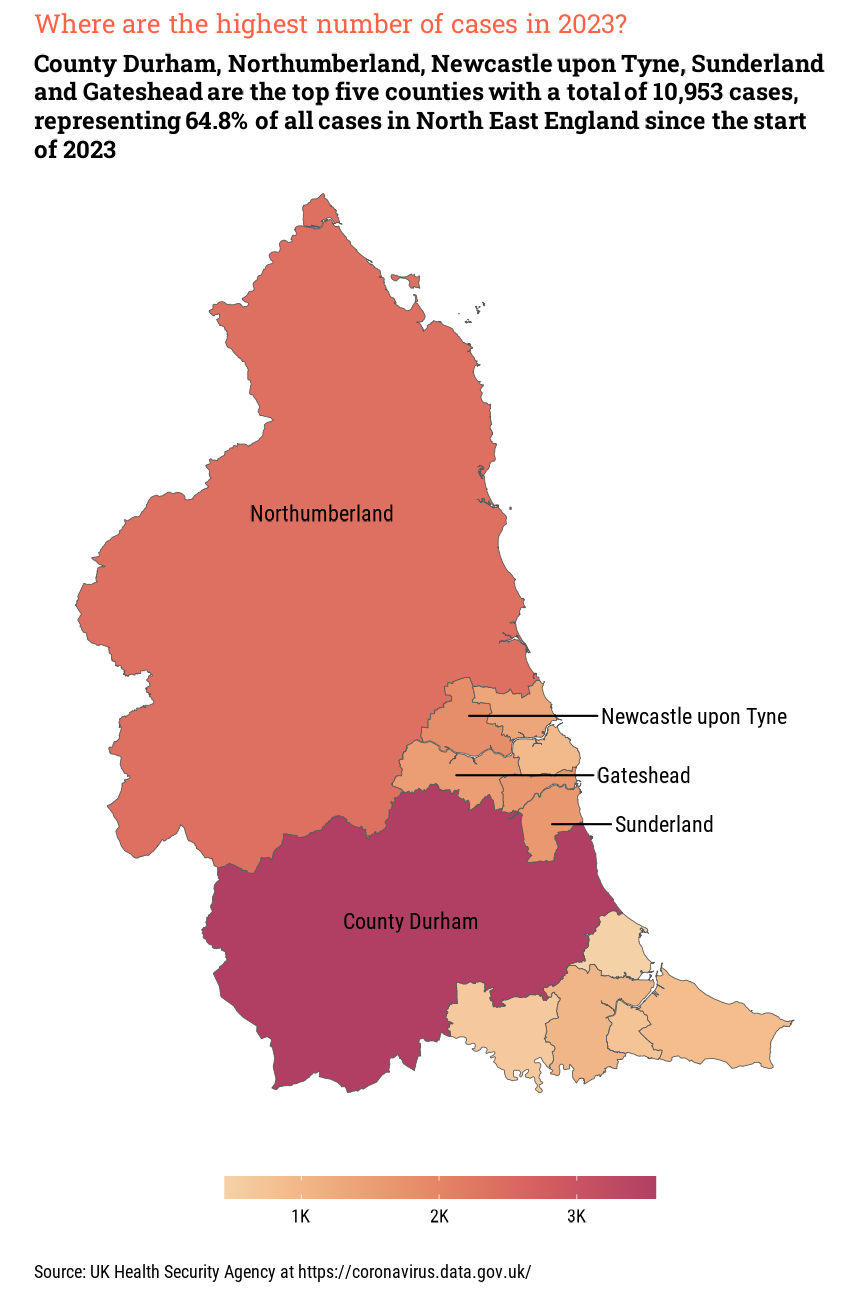 Where are the highest number of cases in 2023?
County Durham, Northumberland, Newcastle upon Tyne, Sunderland
and Gateshead are the top five counties with a total of 10,953 cases,
representing 64.8% of all cases in North East England since the start
of 2023
Northumberland
Newcastle upon Tyne
Gateshead
Sunderland
County Durham
1K 2K 3K
Source: UK Health Security Agency at https://coronavirus.data.gov.uk/